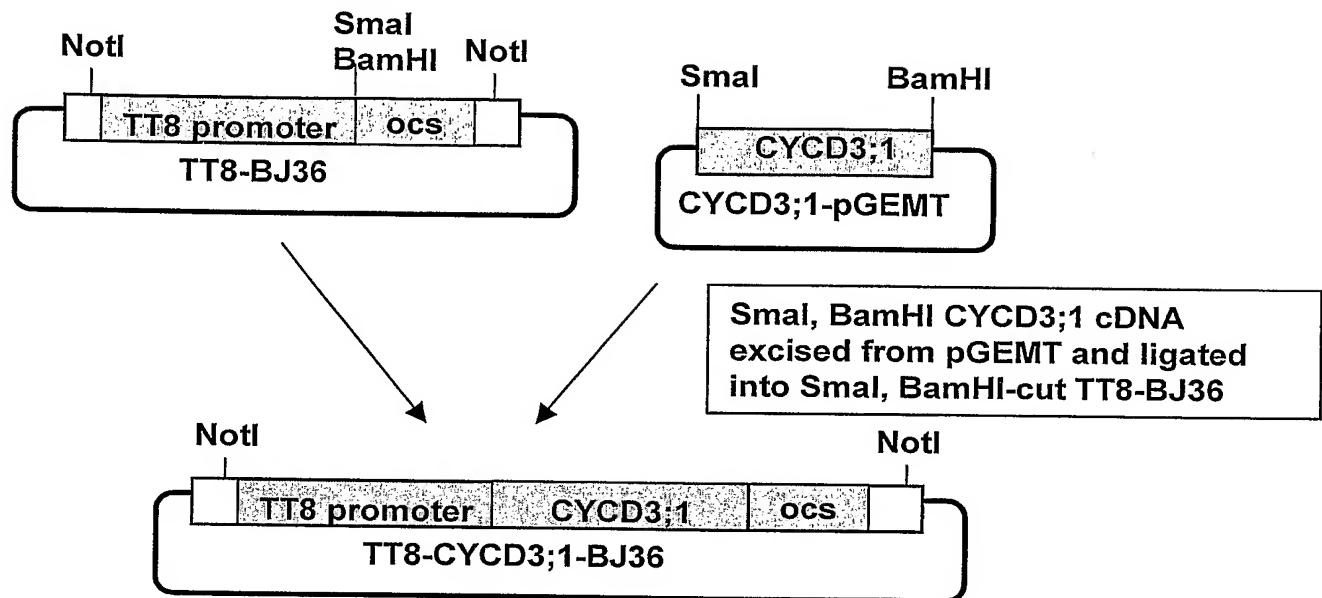 NotI
SmaI
BamHI
NotI
TT8 promoter
ocs
TT8-BJ36
SmaI
BamHI
CYCD3;1
CYCD3;1-pGEMT
SmaI, BamHI CYCD3;1 cDNA
excised from pGEMT and ligated
into SmaI, BamHI-cut TT8-BJ36
NotI
NotI
TT8 promoter
CYCD3;1
ocs
TT8-CYCD3;1-BJ36